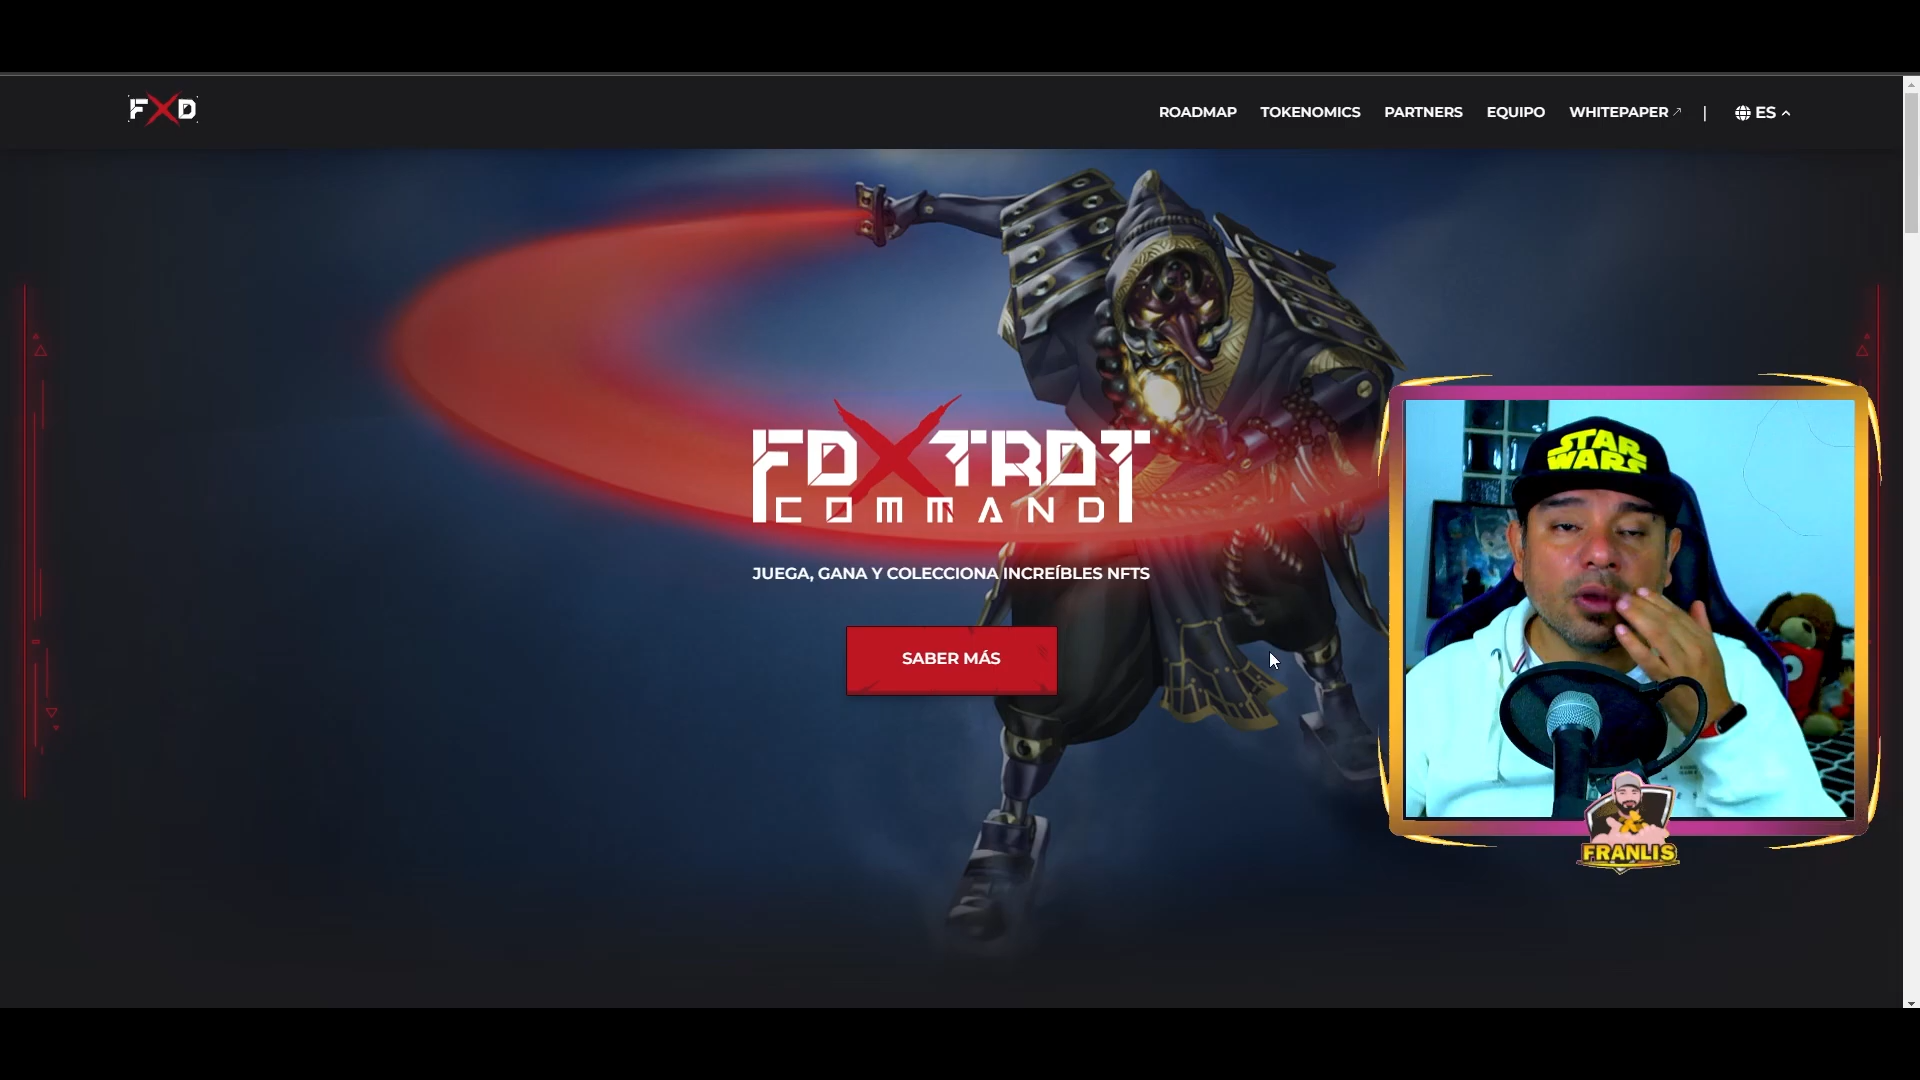 FXD
ROADMAP TOKENOMICS PARTNERS EQUIPO WHITEPAPER | ES
FOXTROT
COMMAND
JUEGA, GANA Y COLECCIONA INCREÍBLES NFTS
SABER MÁS
STAR
WARS
FRANLIS